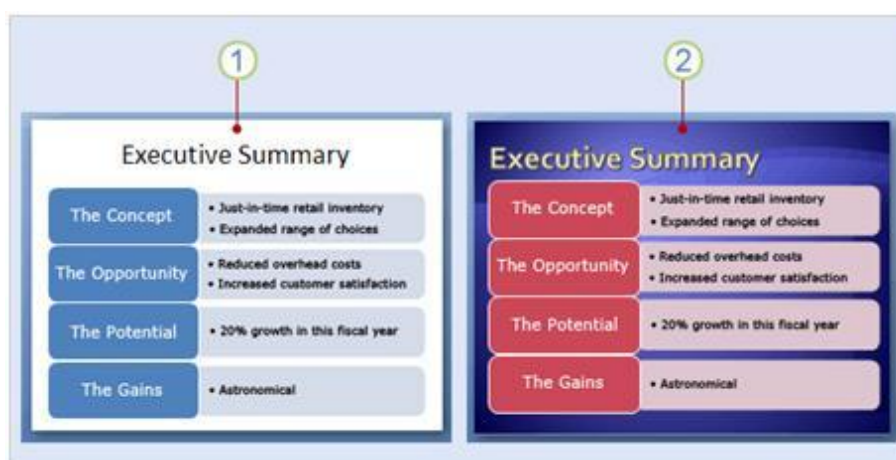 1
2
Executive Summary
The Concept
• Just-in-time retail inventory
• Expanded range of choices
The Opportunity
• Reduced overhead costs
• Increased customer satisfaction
The Potential
• 20% growth in this fiscal year
The Gains
• Astronomical
Executive Summary
The Concept
• Just-in-time retail inventory
• Expanded range of choices
The Opportunity
• Reduced overhead costs
• Increased customer satisfaction
The Potential
• 20% growth in this fiscal year
The Gains
• Astronomical